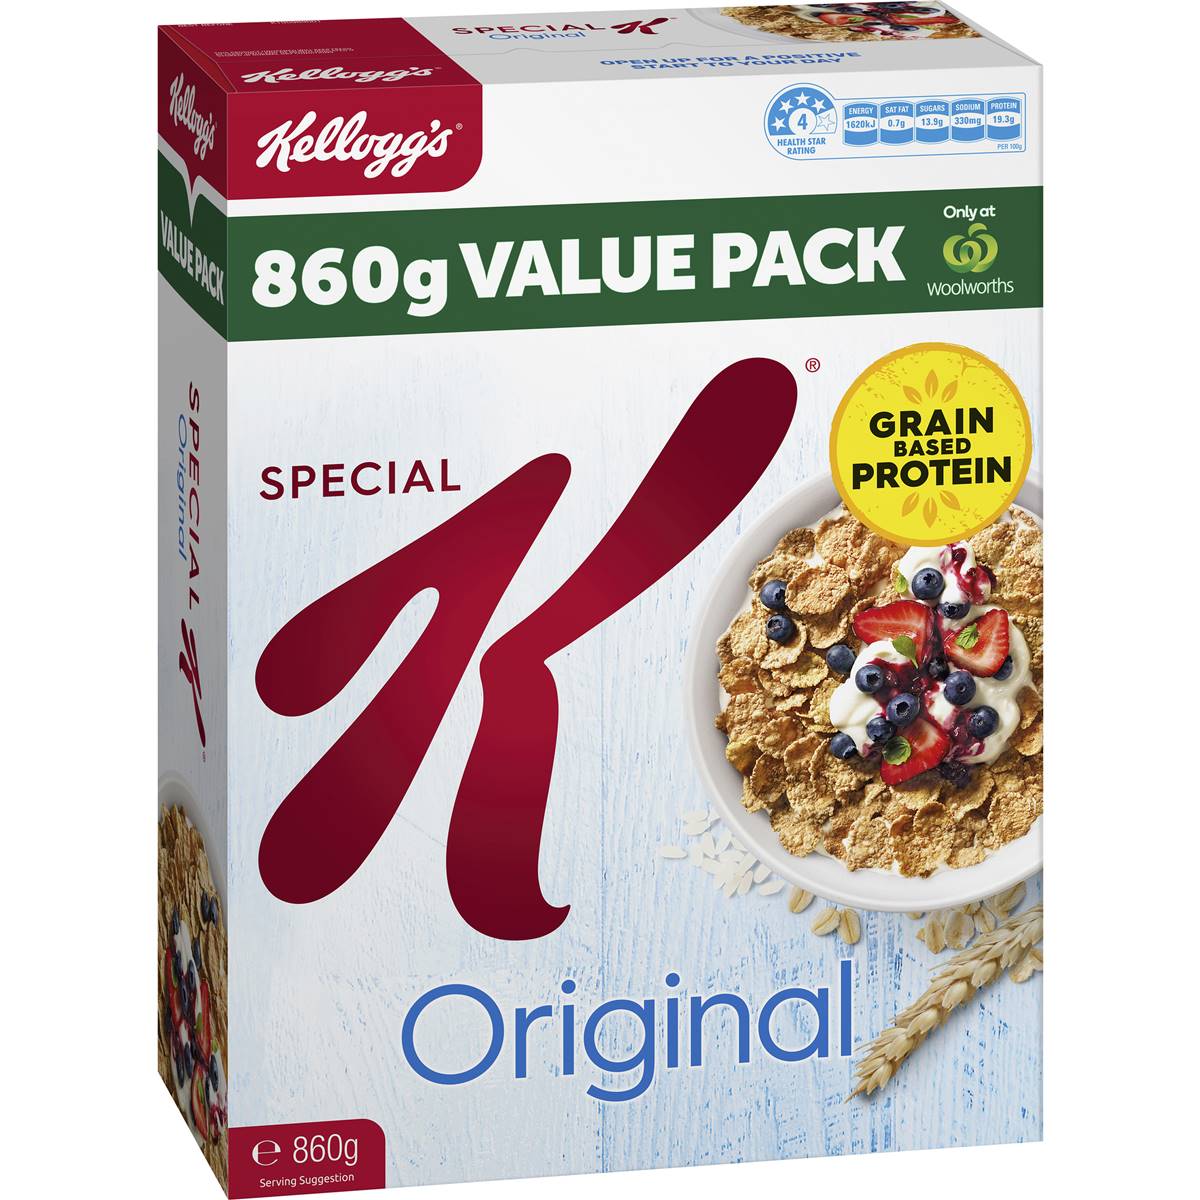 SPECIAL K
Original
OPEN UP FOR A POSITIVE
START TO YOUR DAY
Kellogg's
Kellogg's®
Kellogg's
4
HEALTH STAR
RATING
ENERGY
1620kJ
SAT FAT
0.7g
SUGARS
13.9g
SODIUM
330mg
PROTEIN
19.3g
PER 100g
VALUE PACK
860g VALUE PACK
Only at
Woolworths
SPECIAL K®
Original
GRAIN
BASED
PROTEIN
SPECIAL K
Original
e 860g
Serving Suggestion